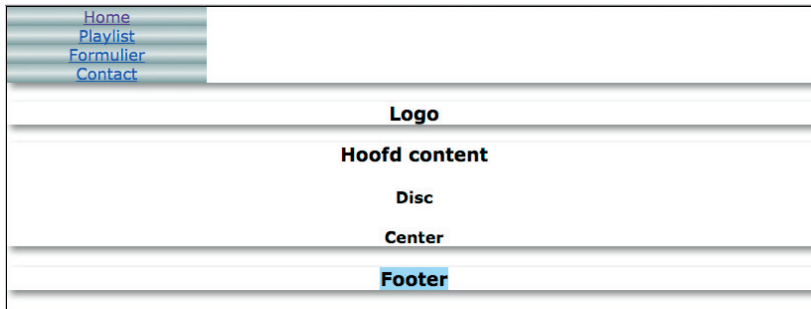 Home
Playlist
Formulier
Contact
Logo
Hoofd content
Disc
Center
Footer